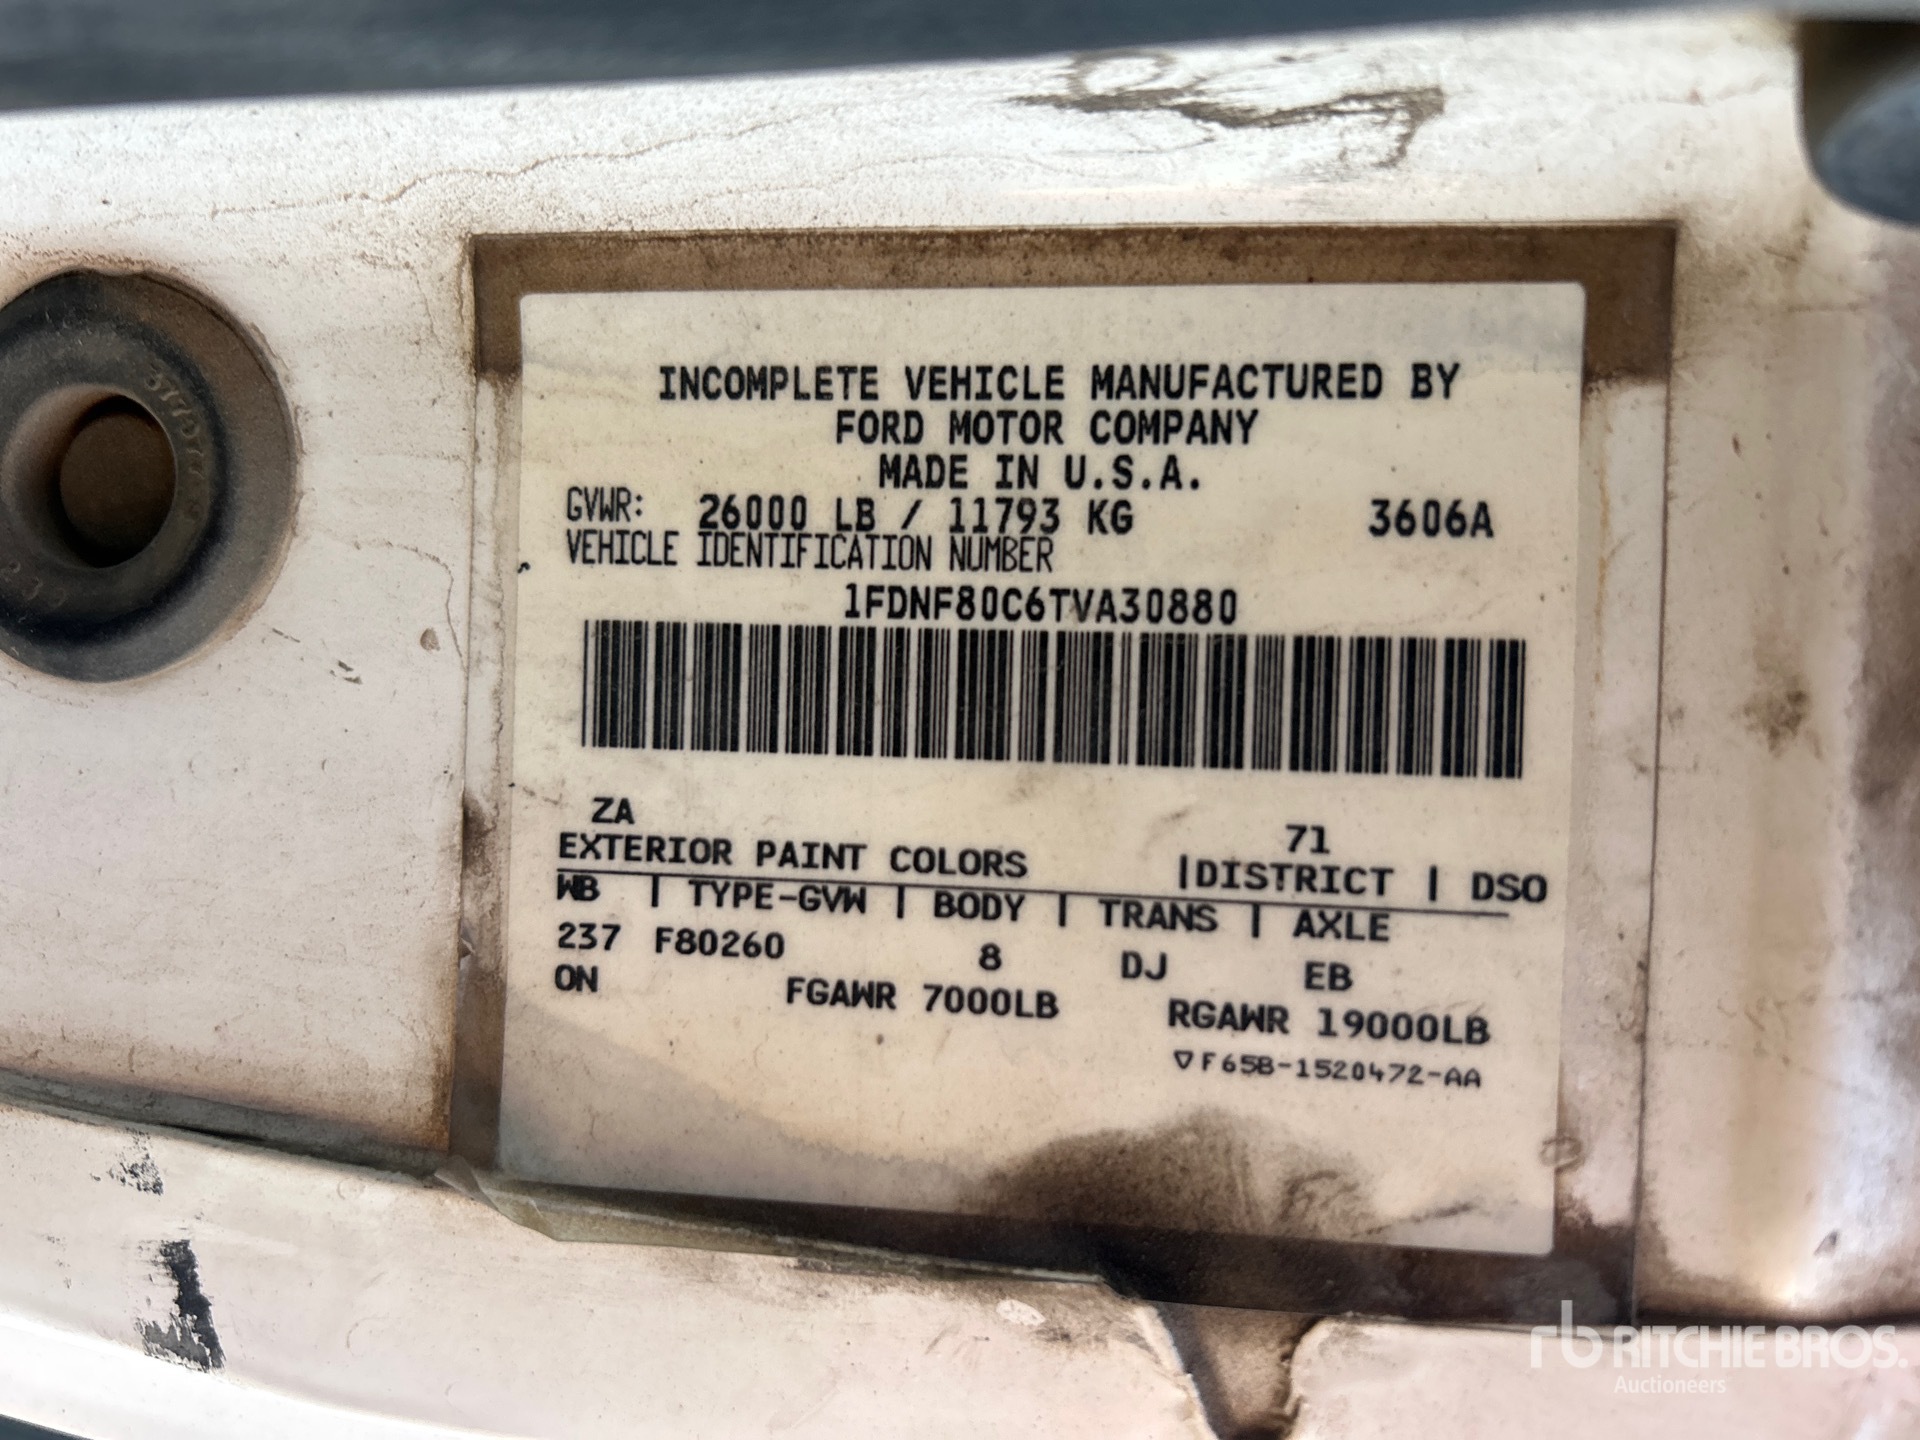 INCOMPLETE VEHICLE MANUFACTURED BY
FORD MOTOR COMPANY
MADE IN U.S.A.
GVWR: 26000 LB / 11793 KG 3606A
VEHICLE IDENTIFICATION NUMBER
1FDNF80C6TVA30880
ZA 71
EXTERIOR PAINT COLORS |DISTRICT | DSO
WB | TYPE-GVW | BODY | TRANS | AXLE
237 F80260 8 DJ EB
ON FGAWR 7000LB RGAWR 19000LB
▽F65B-1520472-AA
rb RITCHIE BROS.
Auctioneers